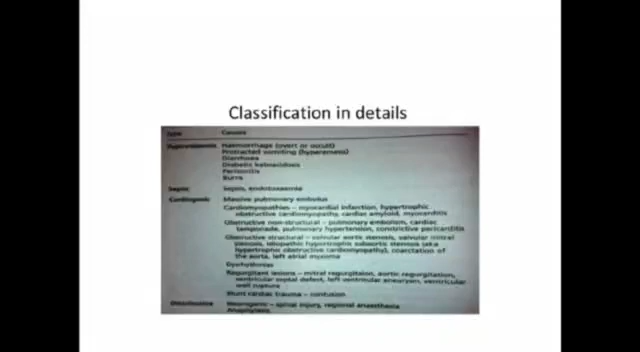 Classification in details
Type Causes
Hypovolaemic Haemorrhage (overt or occult)
Protracted vomiting (hyperemesis)
Diarrhoea
Diabetic ketoacidosis
Peritonitis
Burns
Septic Sepsis, endotoxaemia
Cardiogenic Massive pulmonary embolus
Cardiomyopathies – myocardial infarction, hypertrophic
obstructive cardiomyopathy, cardiac amyloid, myocarditis
Obstructive non-structural – pulmonary embolism, cardiac
tamponade, pulmonary hypertension, constrictive pericarditis
Obstructive structural – valvular aortic stenosis, valvular mitral
stenosis, idiopathic hypertrophic subaortic stenosis (aka
hypertrophic obstructive cardiomyopathy), coarctation of
the aorta, left atrial myxoma
Dysrhythmias
Regurgitant lesions – mitral regurgitation, aortic regurgitation,
ventricular septal defect, left ventricular aneurysm, ventricular
wall rupture
Blunt cardiac trauma – contusion
Distributive Neurogenic – spinal injury, regional anaesthesia
Anaphylaxis